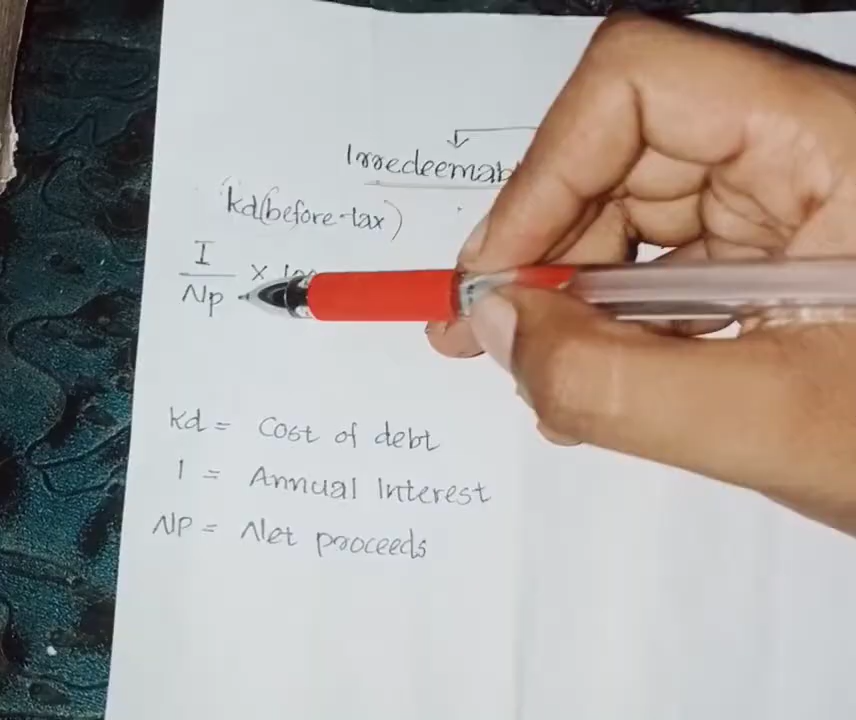 Irredeemab
kd(before-tax)
I
Np ×
kd = Cost of debt
I = Annual Interest
NP = Net proceeds